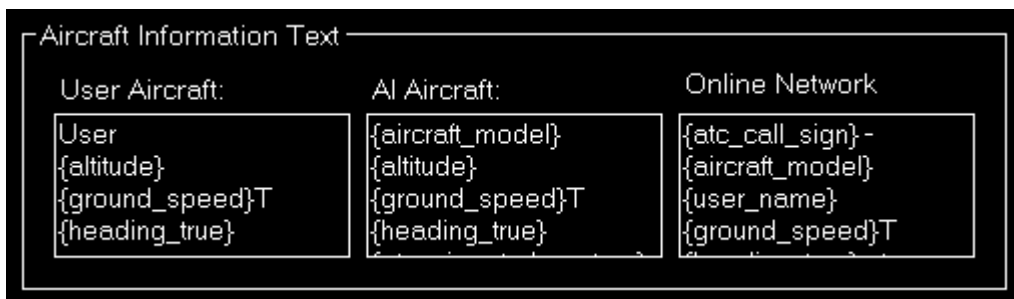 Aircraft Information Text
User Aircraft:
User
{altitude}
{ground_speed}T
{heading_true}
AI Aircraft:
{aircraft_model}
{altitude}
{ground_speed}T
{heading_true}
Online Network
{atc_call_sign} -
{aircraft_model}
{user_name}
{ground_speed}T